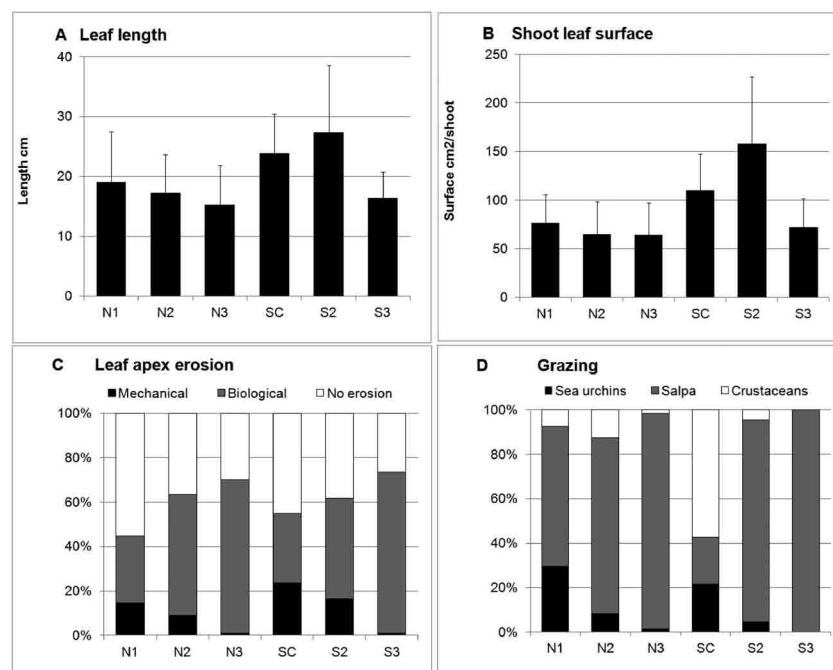 A Leaf length
Length cm
40
30
20
10
0
N1 N2 N3 SC S2 S3
B Shoot leaf surface
Surface cm2/shoot
250
200
150
100
50
0
N1 N2 N3 SC S2 S3
C Leaf apex erosion
Mechanical Biological No erosion
100%
80%
60%
40%
20%
0%
N1 N2 N3 SC S2 S3
D Grazing
Sea urchins Salpa Crustaceans
100%
80%
60%
40%
20%
0%
N1 N2 N3 SC S2 S3